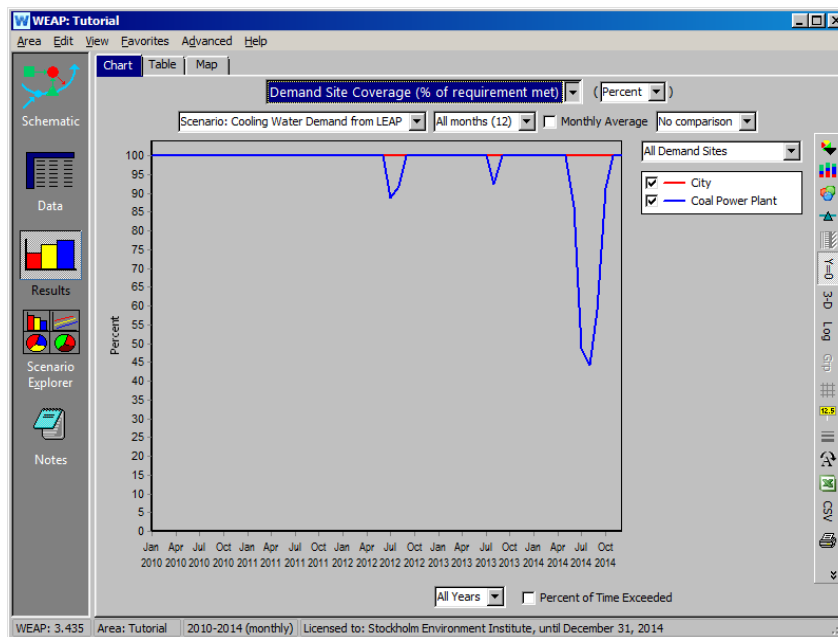 WEAP: Tutorial
Area Edit View Favorites Advanced Help
Chart Table Map
Demand Site Coverage (% of requirement met) (Percent)
Scenario: Cooling Water Demand from LEAP All months (12) Monthly Average No comparison
All Demand Sites
City
Coal Power Plant
Schematic
Data
Results
Scenario
Explorer
Notes
Percent
100
95
90
85
80
75
70
65
60
55
50
45
40
35
30
25
20
15
10
5
0
Jan Apr Jul Oct Jan Apr Jul Oct Jan Apr Jul Oct Jan Apr Jul Oct Jan Apr Jul Oct
2010 2010 2010 2010 2011 2011 2011 2011 2012 2012 2012 2012 2013 2013 2013 2013 2014 2014 2014 2014
All Years Percent of Time Exceeded
Y=0
3-D
Log
Grp
12.5
A
CSV
WEAP: 3.435 Area: Tutorial 2010-2014 (monthly) Licensed to: Stockholm Environment Institute, until December 31, 2014